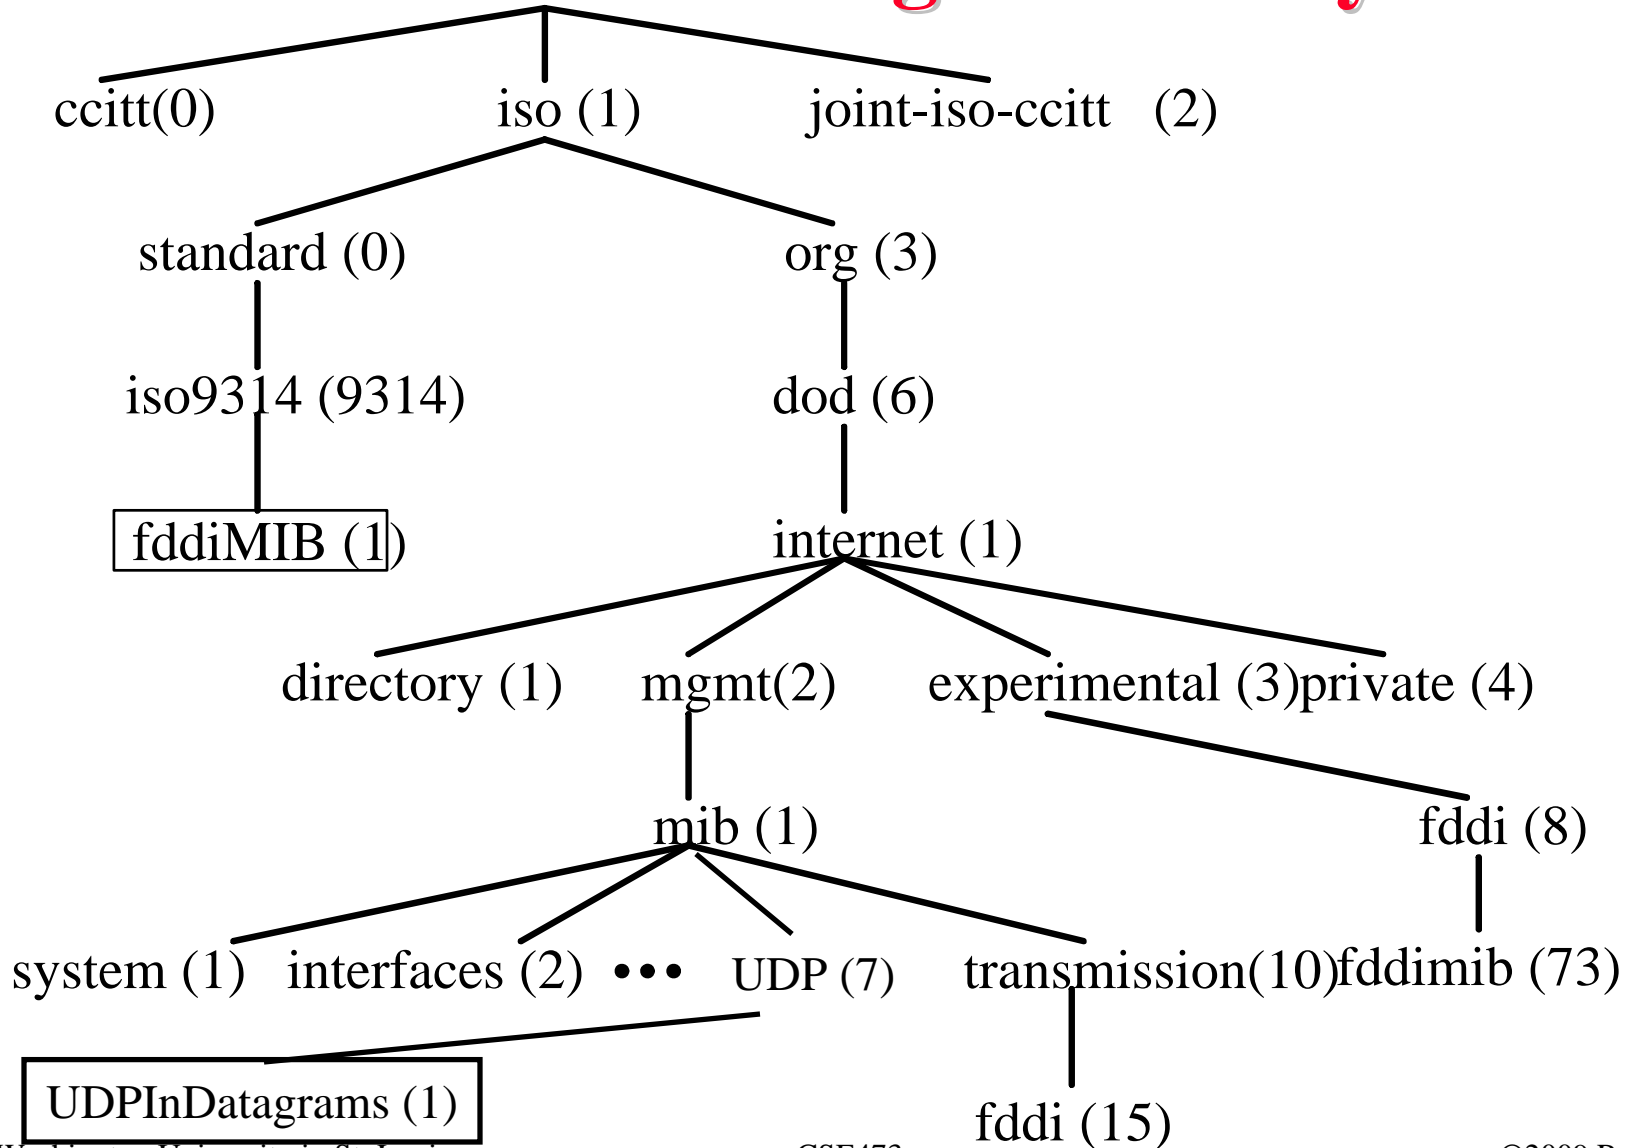 ccitt(0) iso (1) joint-iso-ccitt (2)
standard (0) org (3)
iso9314 (9314) dod (6)
fddiMIB (1) internet (1)
directory (1) mgmt(2) experimental (3)private (4)
mib (1) fddi (8)
system (1) interfaces (2) ••• UDP (7) transmission(10)fddimib (73)
UDPInDatagrams (1)
fddi (15)